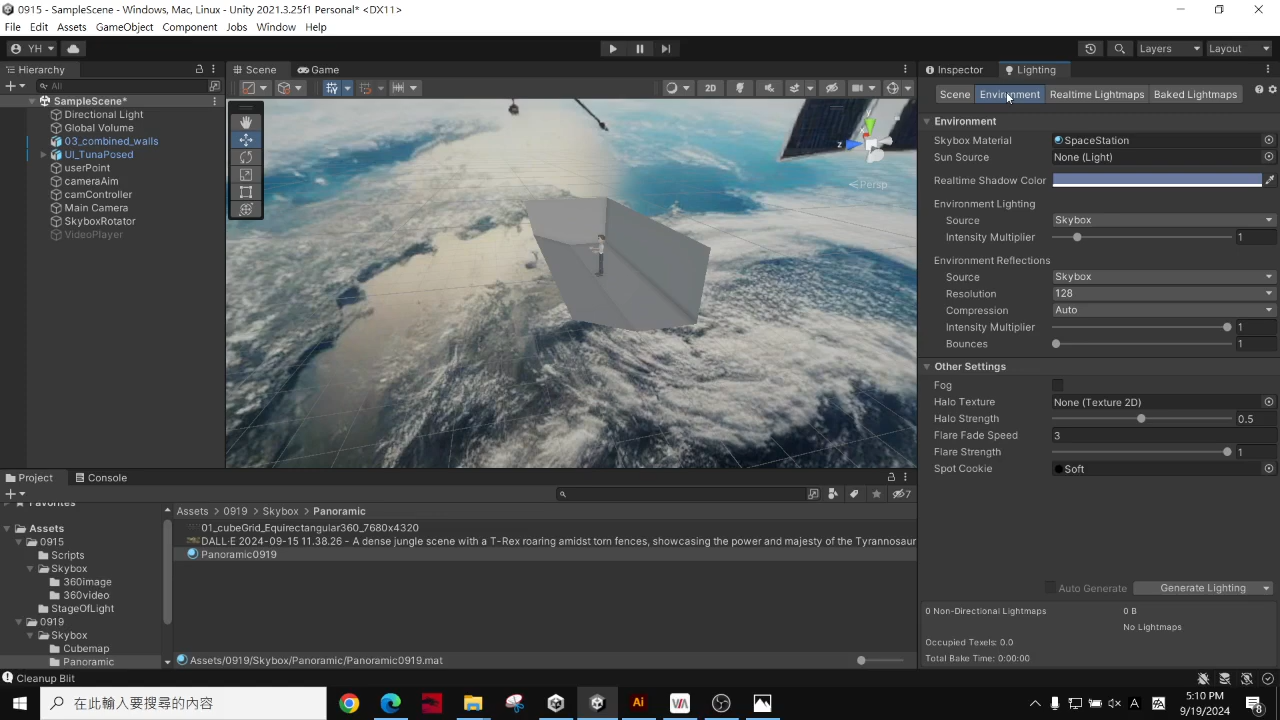 0915 - SampleScene - Windows, Mac, Linux - Unity 2021.3.25f1 Personal* <DX11>
File Edit Assets GameObject Component Jobs Window Help
YH Layers Layout
Hierarchy Scene Game Inspector Lighting
All 2D Scene Environment Realtime Lightmaps Baked Lightmaps
SampleScene*
Directional Light
Global Volume
03_combined_walls
UI_TunaPosed
userPoint
cameraAim
camController
Main Camera
SkyboxRotator
VideoPlayer
y
z
Persp
Environment
Skybox Material SpaceStation
Sun Source None (Light)
Realtime Shadow Color
Environment Lighting
Source Skybox
Intensity Multiplier 1
Environment Reflections
Source Skybox
Resolution 128
Compression Auto
Intensity Multiplier 1
Bounces 1
Other Settings
Fog
Halo Texture None (Texture 2D)
Halo Strength 0.5
Flare Fade Speed 3
Flare Strength 1
Spot Cookie Soft
Auto Generate Generate Lighting
0 Non-Directional Lightmaps 0 B
No Lightmaps
Occupied Texels: 0.0
Total Bake Time: 0:00:00
Project Console
7
Favorites
Assets
0915
Scripts
Skybox
360image
360video
StageOfLight
0919
Skybox
Cubemap
Panoramic
Assets > 0919 > Skybox > Panoramic
01_cubeGrid_Equirectangular360_7680x4320
DALL·E 2024-09-15 11.38.26 - A dense jungle scene with a T-Rex roaring amidst torn fences, showcasing the power and majesty of the Tyrannosaur
Panoramic0919
Assets/0919/Skybox/Panoramic/Panoramic0919.mat
Cleanup Blit
在此輸入文字來搜尋 Ai A 5:10 PM
9/19/2024 8